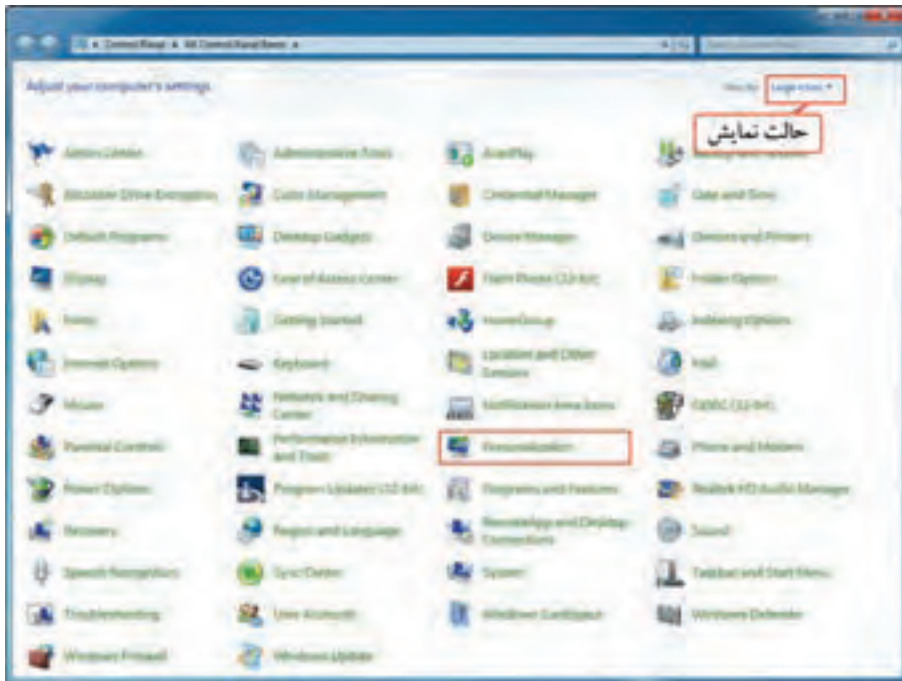 Control Panel ▸ All Control Panel Items ▸
Adjust your computer's settings
View by: Large icons ▾
حالت نمایش
Action Center
Administrative Tools
AutoPlay
Backup and Restore
BitLocker Drive Encryption
Color Management
Credential Manager
Date and Time
Default Programs
Desktop Gadgets
Device Manager
Devices and Printers
Display
Ease of Access Center
Flash Player (32-bit)
Folder Options
Fonts
Getting Started
HomeGroup
Indexing Options
Internet Options
Keyboard
Location and Other
Sensors
Mail
Mouse
Network and Sharing
Center
Notification Area Icons
(32-bit)
Parental Controls
Performance Information
and Tools
Personalization
Phone and Modem
Power Options
Program Updates (32-bit)
Programs and Features
Realtek HD Audio Manager
Recovery
Region and Language
RemoteApp and Desktop
Connections
Sound
Speech Recognition
Sync Center
System
Taskbar and Start Menu
Troubleshooting
User Accounts
Windows CardSpace
Windows Defender
Windows Firewall
Windows Update